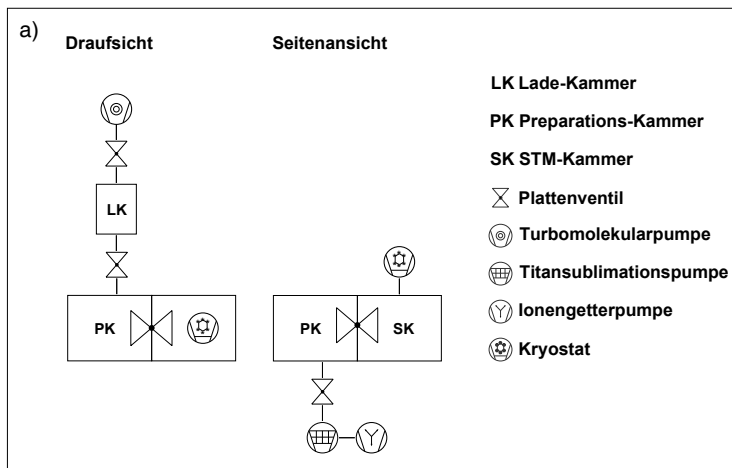 a)
Draufsicht
Seitenansicht
LK
PK
PK
SK
LK Lade-Kammer
PK Preparations-Kammer
SK STM-Kammer
Plattenventil
Turbomolekularpumpe
Titansublimationspumpe
Ionengetterpumpe
Kryostat